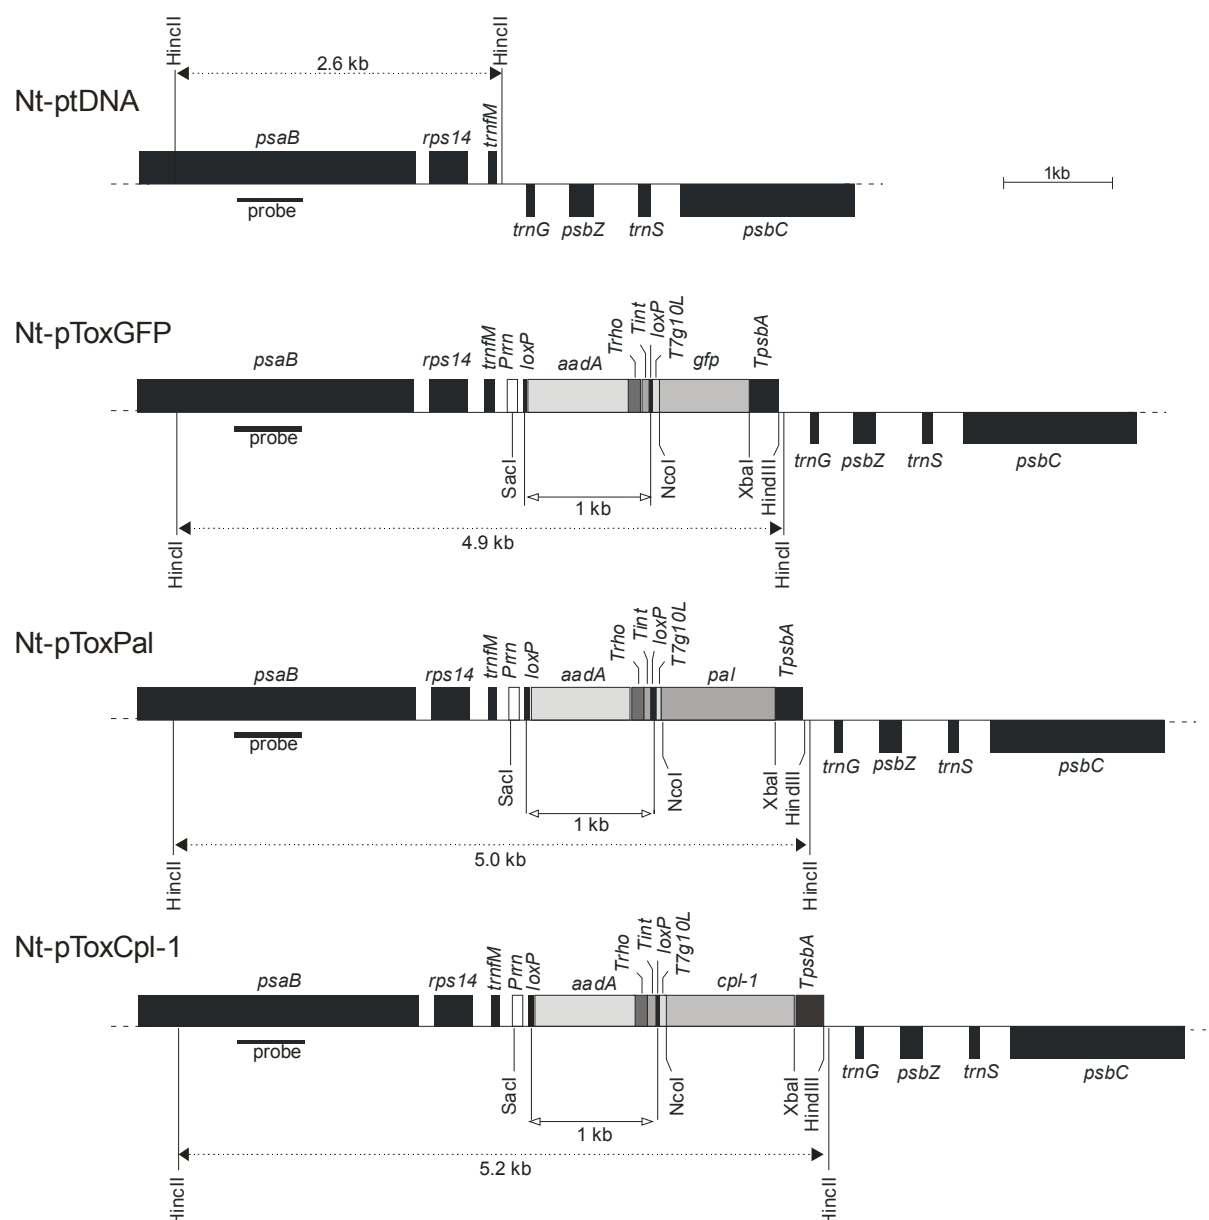 HincII HincII
2.6 kb
Nt-ptDNA
psaB rps14 trnfM
1kb
probe
trnG psbZ trnS psbC
Nt-pToxGFP
psaB rps14 trnfM Prrn loxP aadA Trho Tint loxP T7g10L gfp TpsbA
probe
SacI NcoI XbaI HindIII
trnG psbZ trnS psbC
1 kb
4.9 kb
HincII HincII
Nt-pToxPal
psaB rps14 trnfM Prrn loxP aadA Trho Tint loxP T7g10L pal TpsbA
probe
SacI NcoI XbaI HindIII
trnG psbZ trnS psbC
1 kb
5.0 kb
HincII HincII
Nt-pToxCpl-1
psaB rps14 trnfM Prrn loxP aadA Trho Tint loxP T7g10L cpl-1 TpsbA
probe
SacI NcoI XbaI HindIII
trnG psbZ trnS psbC
1 kb
5.2 kb
HincII HincII